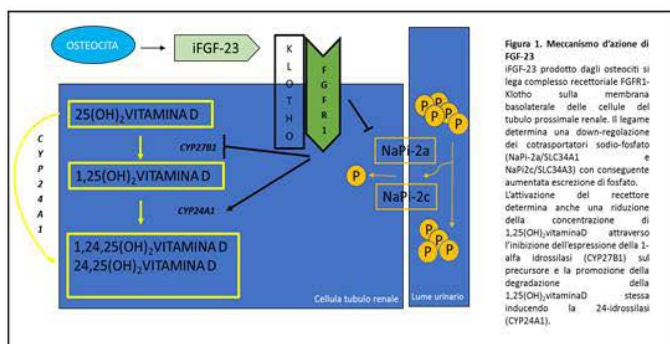 OSTEOCITA
iFGF-23
KLOTHO
FGFR1
25(OH)₂VITAMINA D
CYP27B1
1,25(OH)₂VITAMINA D
CYP24A1
CYP24A1
1,24,25(OH)₂VITAMINA D
24,25(OH)₂VITAMINA D
NaPi-2a
NaPi-2c
P
P
P
P
P
P
P
P
P
P
Cellula tubulo renale
Lume urinario
Figura 1. Meccanismo d'azione di
FGF-23
iFGF-23 prodotto dagli osteociti si
lega complesso recettoriale FGFR1-
Klotho sulla membrana
basolaterale delle cellule del
tubulo prossimale renale. Il legame
determina una down-regolazione
dei cotrasportatori sodio-fosfato
(NaPi-2a/SLC34A1 e
NaPi2c/SLC34A3) con conseguente
aumentata escrezione di fosfato.
L'attivazione del recettore
determina anche una riduzione
della concentrazione di
1,25(OH)₂vitaminaD attraverso
l'inibizione dell'espressione della 1-
alfa idrossilasi (CYP27B1) sul
precursore e la promozione della
degradazione della
1,25(OH)₂vitaminaD stessa
inducendo la 24-idrossilasi
(CYP24A1).